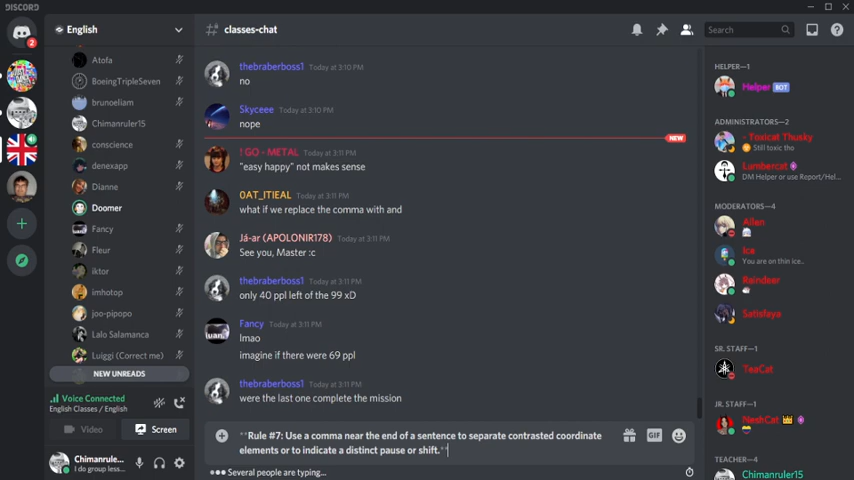 DISCORD
English
classes-chat
Search
2
Atofa
BoeingTripleSeven
brunoeliam
Chimanruler15
conscience
denexapp
Dianne
Doomer
Fancy
Fleur
iktor
imhotop
joo-pipopo
Lalo Salamanca
Luiggi (Correct me)
NEW UNREADS
Voice Connected
English Classes / English
Video
Screen
Chimanrule...
I do group less...
thebraberboss1 Today at 3:10 PM
no
Skyceee Today at 3:10 PM
nope
NEW
! GO - METAL Today at 3:11 PM
"easy happy" not makes sense
0AT_ITIEAL Today at 3:11 PM
what if we replace the comma with and
Já-ar (APOLONIR178) Today at 3:11 PM
See you, Master :c
thebraberboss1 Today at 3:11 PM
only 40 ppl left of the 99 xD
Fancy Today at 3:11 PM
lmao
imagine if there were 69 ppl
thebraberboss1 Today at 3:11 PM
were the last one complete the mission
**Rule #7: Use a comma near the end of a sentence to separate contrasted coordinate
elements or to indicate a distinct pause or shift.**
GIF
Several people are typing...
HELPER—1
Helper BOT
ADMINISTRATORS—2
- Toxicat Thusky
Still toxic tho
Lumbercat
DM Helper or use Report/Hel...
MODERATORS—4
Allen
Ice
You are on thin ice..
Raindeer
Satisfaya
SR. STAFF—1
TeaCat
JR. STAFF—1
NeshCat
TEACHER—4
Chimanruler15